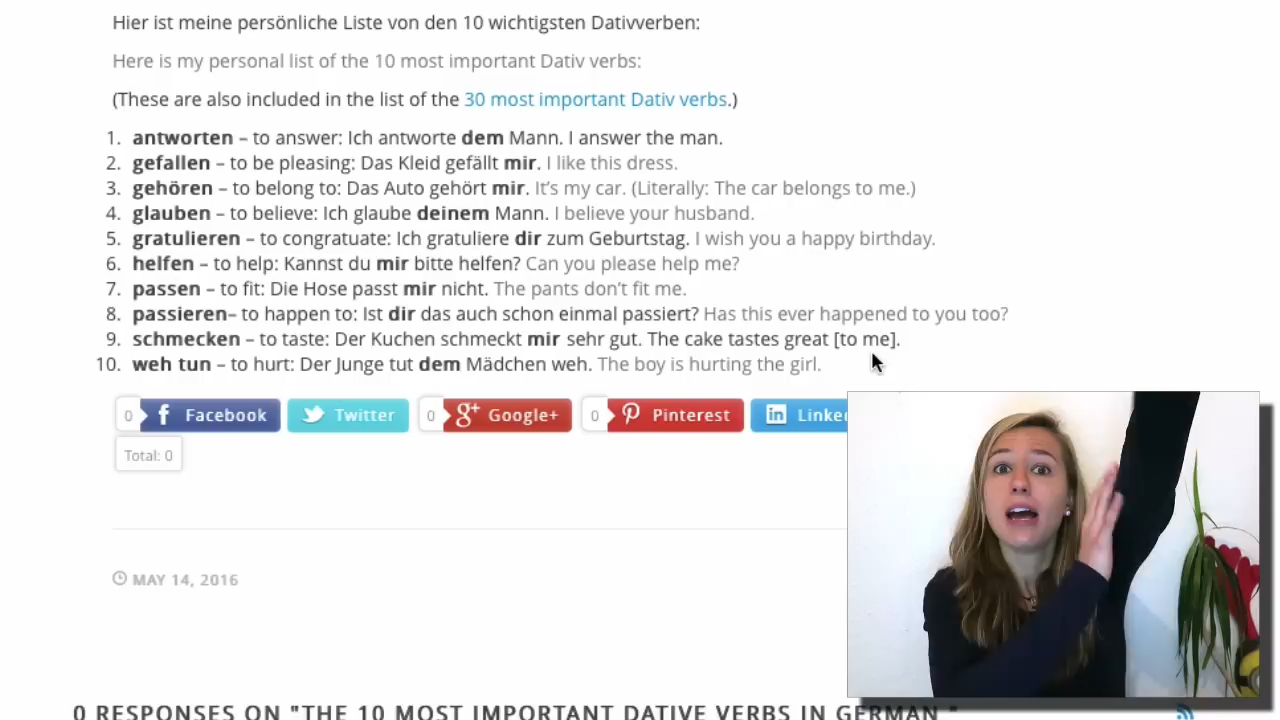 Hier ist meine persönliche Liste von den 10 wichtigsten Dativverben:
Here is my personal list of the 10 most important Dativ verbs:
(These are also included in the list of the 30 most important Dativ verbs.)
1. antworten – to answer: Ich antworte dem Mann. I answer the man.
2. gefallen – to be pleasing: Das Kleid gefällt mir. I like this dress.
3. gehören – to belong to: Das Auto gehört mir. It's my car. (Literally: The car belongs to me.)
4. glauben – to believe: Ich glaube deinem Mann. I believe your husband.
5. gratulieren – to congratuate: Ich gratuliere dir zum Geburtstag. I wish you a happy birthday.
6. helfen – to help: Kannst du mir bitte helfen? Can you please help me?
7. passen – to fit: Die Hose passt mir nicht. The pants don't fit me.
8. passieren– to happen to: Ist dir das auch schon einmal passiert? Has this ever happened to you too?
9. schmecken – to taste: Der Kuchen schmeckt mir sehr gut. The cake tastes great [to me].
10. weh tun – to hurt: Der Junge tut dem Mädchen weh. The boy is hurting the girl.
0 Facebook Twitter 0 Google+ 0 Pinterest Linke
Total: 0
MAY 14, 2016
0 RESPONSES ON "THE 10 MOST IMPORTANT DATIVE VERBS IN GERMAN "